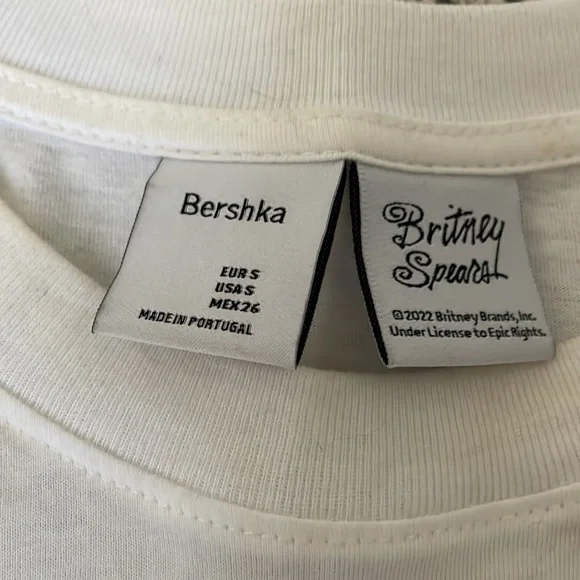 Bershka
EUR S
USA S
MEX 26
MADE IN PORTUGAL
Britney
Spears
©2022 Britney Brands, Inc.
Under License to Epic Rights.